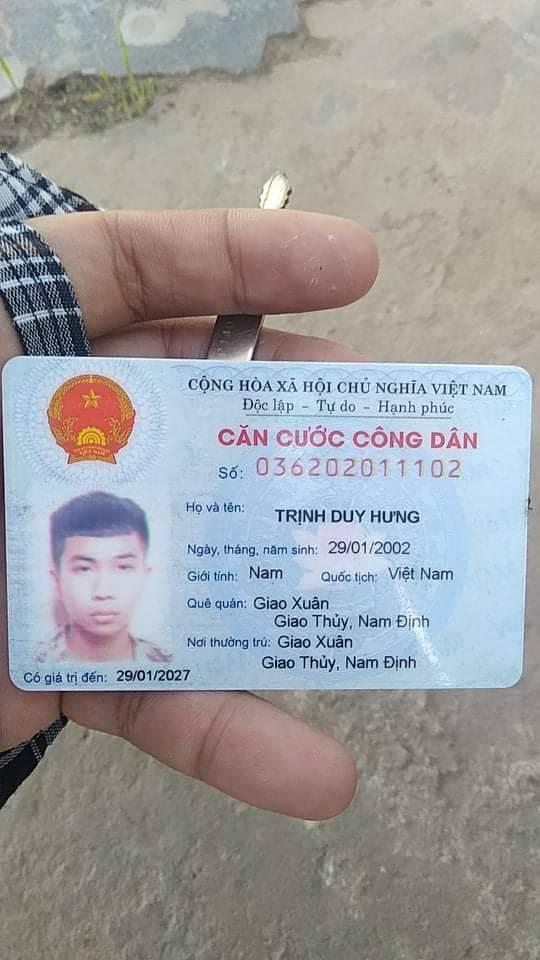 CỘNG HÒA XÃ HỘI CHỦ NGHĨA VIỆT NAM
Độc lập - Tự do - Hạnh phúc
CĂN CƯỚC CÔNG DÂN
Số: 036202011102
Họ và tên: TRỊNH DUY HƯNG
Ngày, tháng, năm sinh: 29/01/2002
Giới tính: Nam Quốc tịch: Việt Nam
Quê quán: Giao Xuân
Giao Thủy, Nam Định
Nơi thường trú: Giao Xuân
Giao Thủy, Nam Định
Có giá trị đến: 29/01/2027